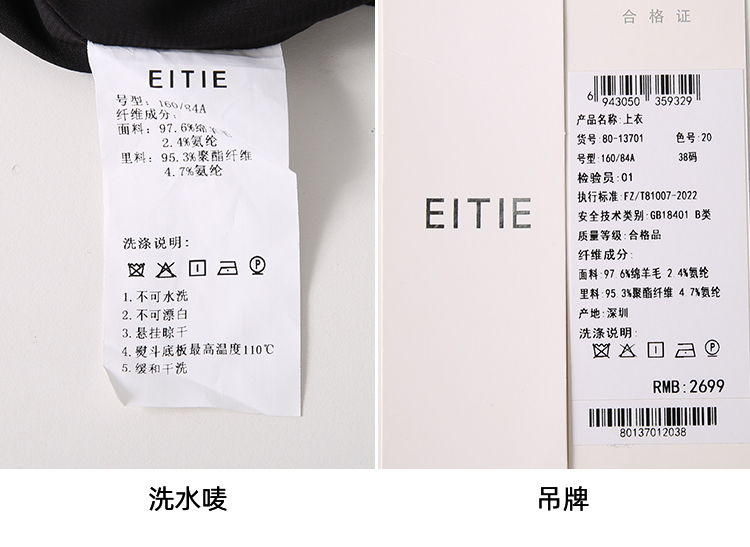 EITIE
号型:160/84A
纤维成分:
面料:97.6%绵羊毛
2.4%氨纶
里料:95.3%聚酯纤维
4.7%氨纶
洗涤说明:
P
1.不可水洗
2.不可漂白
3.悬挂晾干
4.熨斗底板最高温度110℃
5.缓和干洗
洗水唛
EITIE
合格证
6 943050 359329
产品名称:上衣
货号:80-13701 色号:20
号型:160/84A 38码
检验员:01
执行标准:FZ/T81007-2022
安全技术类别:GB18401 B类
质量等级:合格品
纤维成分:
面料:97.6%绵羊毛 2.4%氨纶
里料:95.3%聚酯纤维 4.7%氨纶
产地:深圳
洗涤说明:
P
RMB:2699
80137012038
吊牌